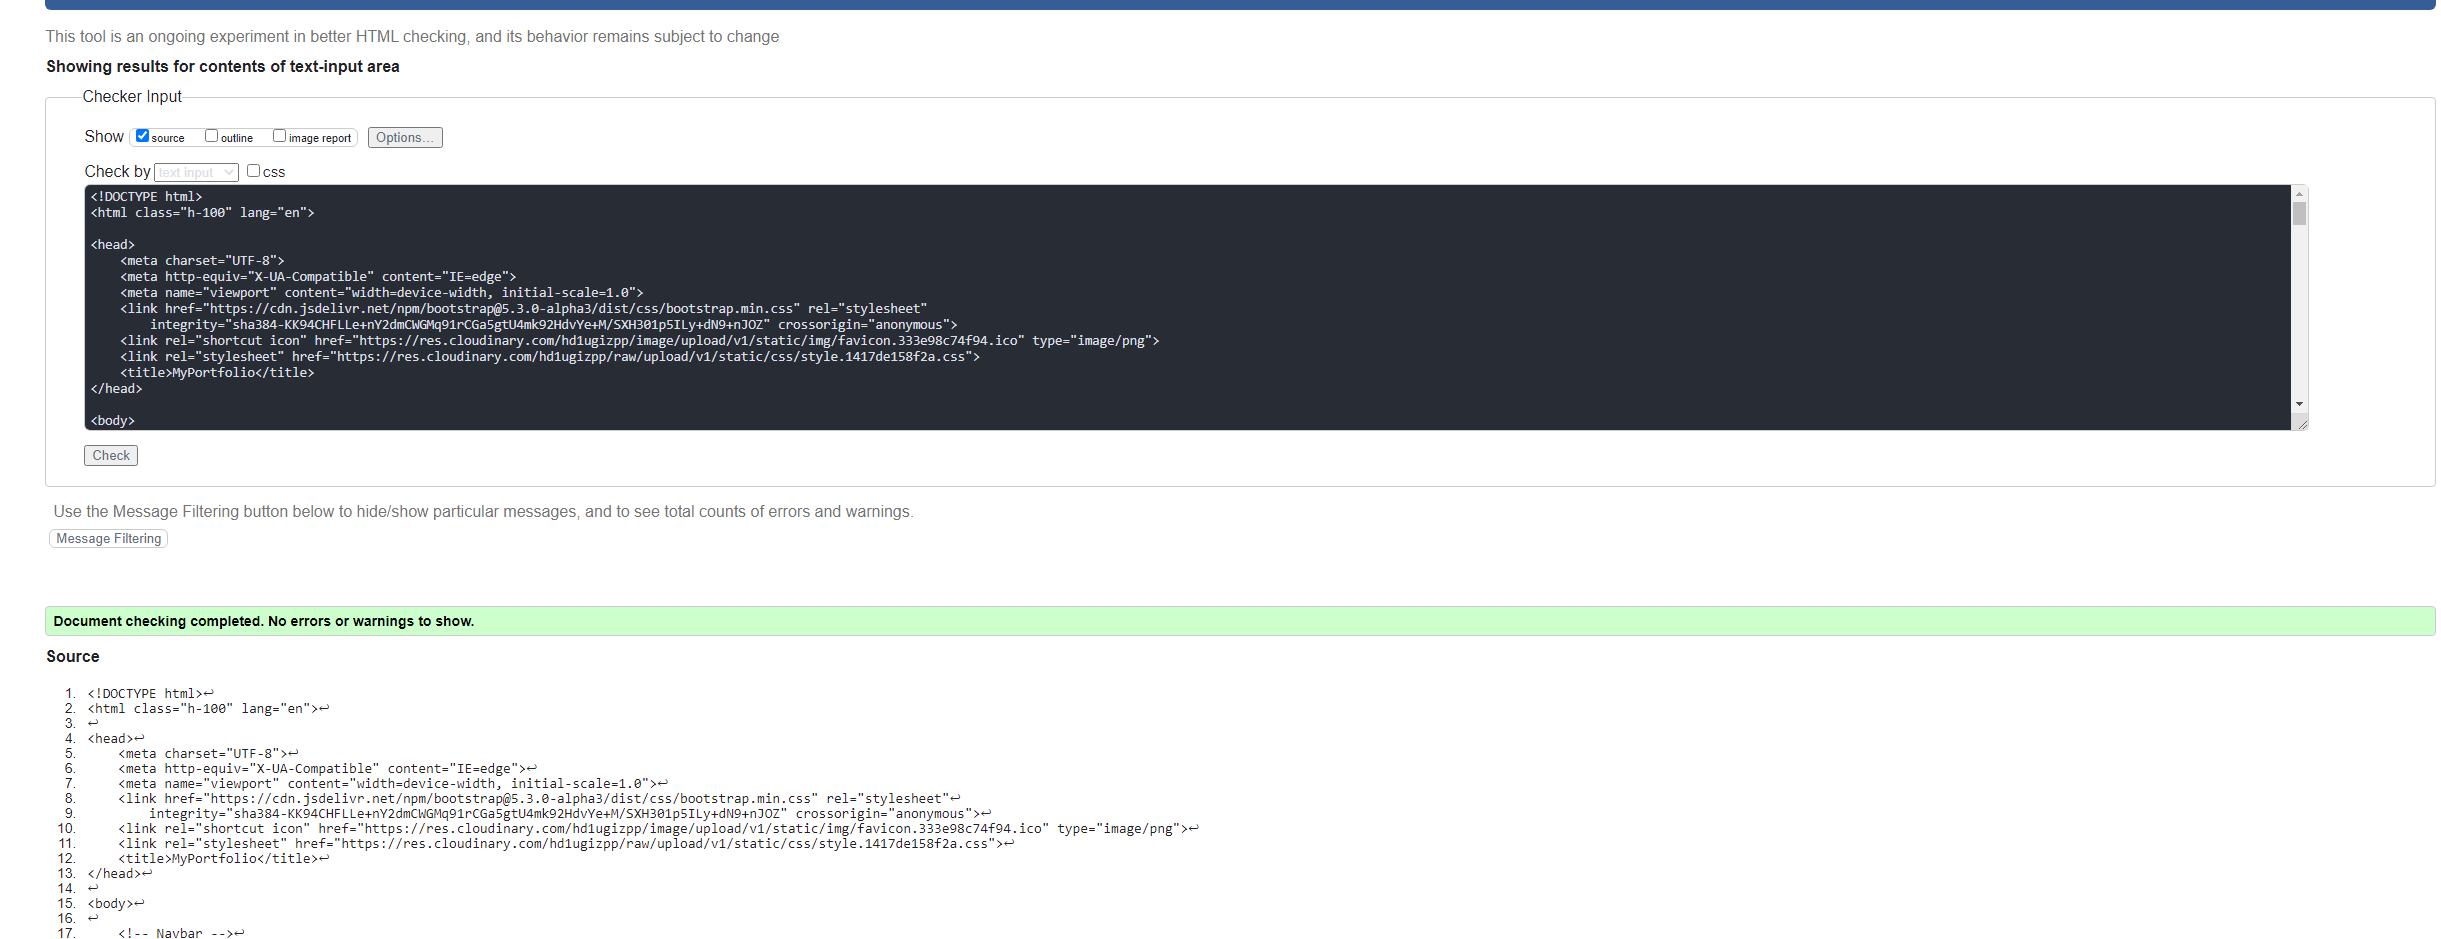 This tool is an ongoing experiment in better HTML checking, and its behavior remains subject to change
Showing results for contents of text-input area
Checker Input
Show source outline image report Options...
Check by text input css
<!DOCTYPE html>
<html class="h-100" lang="en">
<head>
    <meta charset="UTF-8">
    <meta http-equiv="X-UA-Compatible" content="IE=edge">
    <meta name="viewport" content="width=device-width, initial-scale=1.0">
    <link href="https://cdn.jsdelivr.net/npm/bootstrap@5.3.0-alpha3/dist/css/bootstrap.min.css" rel="stylesheet"
        integrity="sha384-KK94CHFLLe+nY2dmCWGMq91rCGa5gtU4mk92HdvYe+M/SXH301p5ILy+dN9+nJOZ" crossorigin="anonymous">
    <link rel="shortcut icon" href="https://res.cloudinary.com/hd1ugizpp/image/upload/v1/static/img/favicon.333e98c74f94.ico" type="image/png">
    <link rel="stylesheet" href="https://res.cloudinary.com/hd1ugizpp/raw/upload/v1/static/css/style.1417de158f2a.css">
    <title>MyPortfolio</title>
</head>
<body>
Check
Use the Message Filtering button below to hide/show particular messages, and to see total counts of errors and warnings.
Message Filtering
Document checking completed. No errors or warnings to show.
Source
1. <!DOCTYPE html>↩
2. <html class="h-100" lang="en">↩
3. ↩
4. <head>↩
5.     <meta charset="UTF-8">↩
6.     <meta http-equiv="X-UA-Compatible" content="IE=edge">↩
7.     <meta name="viewport" content="width=device-width, initial-scale=1.0">↩
8.     <link href="https://cdn.jsdelivr.net/npm/bootstrap@5.3.0-alpha3/dist/css/bootstrap.min.css" rel="stylesheet"↩
9.         integrity="sha384-KK94CHFLLe+nY2dmCWGMq91rCGa5gtU4mk92HdvYe+M/SXH301p5ILy+dN9+nJOZ" crossorigin="anonymous">↩
10.     <link rel="shortcut icon" href="https://res.cloudinary.com/hd1ugizpp/image/upload/v1/static/img/favicon.333e98c74f94.ico" type="image/png">↩
11.     <link rel="stylesheet" href="https://res.cloudinary.com/hd1ugizpp/raw/upload/v1/static/css/style.1417de158f2a.css">↩
12.     <title>MyPortfolio</title>↩
13. </head>↩
14. ↩
15. <body>↩
16. ↩
17.     <!-- Navbar -->↩